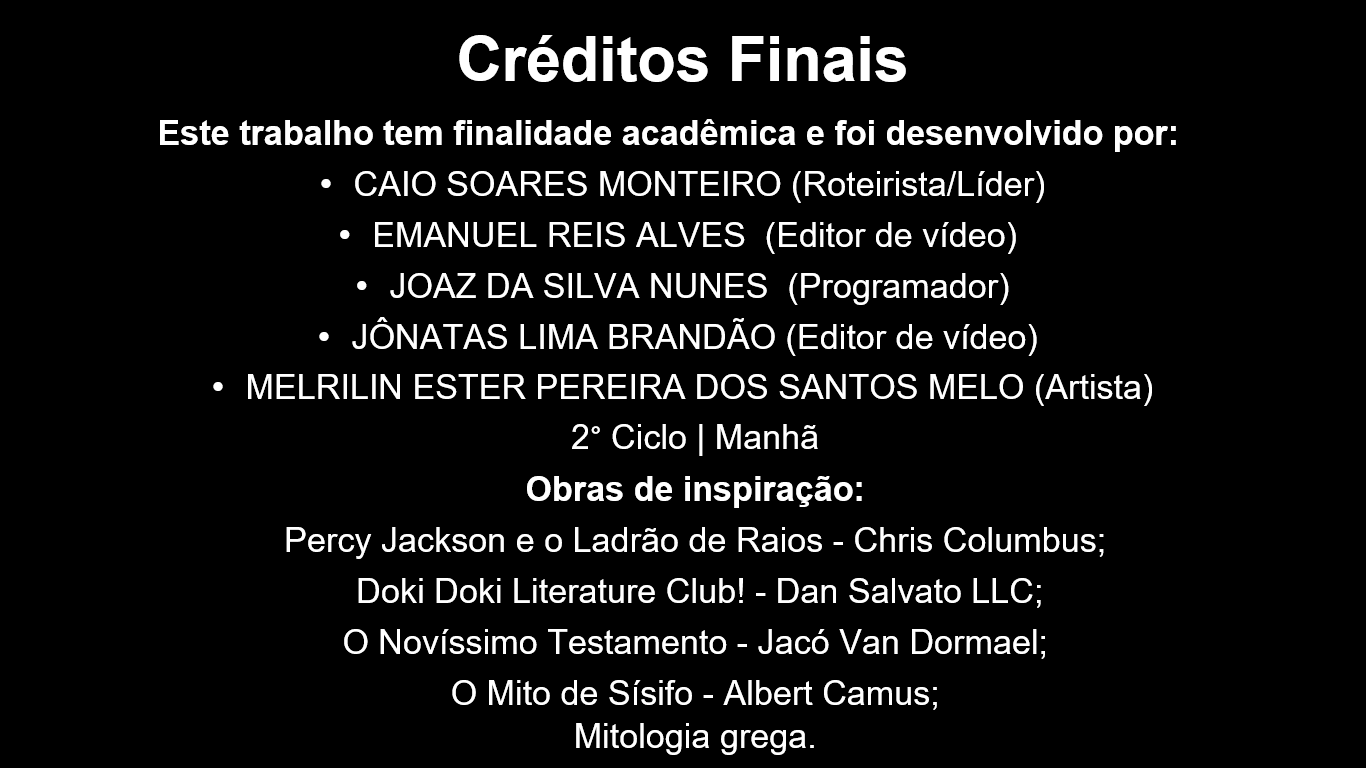 Créditos Finais
Este trabalho tem finalidade acadêmica e foi desenvolvido por:
• CAIO SOARES MONTEIRO (Roteirista/Líder)
• EMANUEL REIS ALVES  (Editor de vídeo)
• JOAZ DA SILVA NUNES  (Programador)
• JÔNATAS LIMA BRANDÃO (Editor de vídeo)
• MELRILIN ESTER PEREIRA DOS SANTOS MELO (Artista)
2° Ciclo | Manhã
Obras de inspiração:
Percy Jackson e o Ladrão de Raios - Chris Columbus;
Doki Doki Literature Club! - Dan Salvato LLC;
O Novíssimo Testamento - Jacó Van Dormael;
O Mito de Sísifo - Albert Camus;
Mitologia grega.